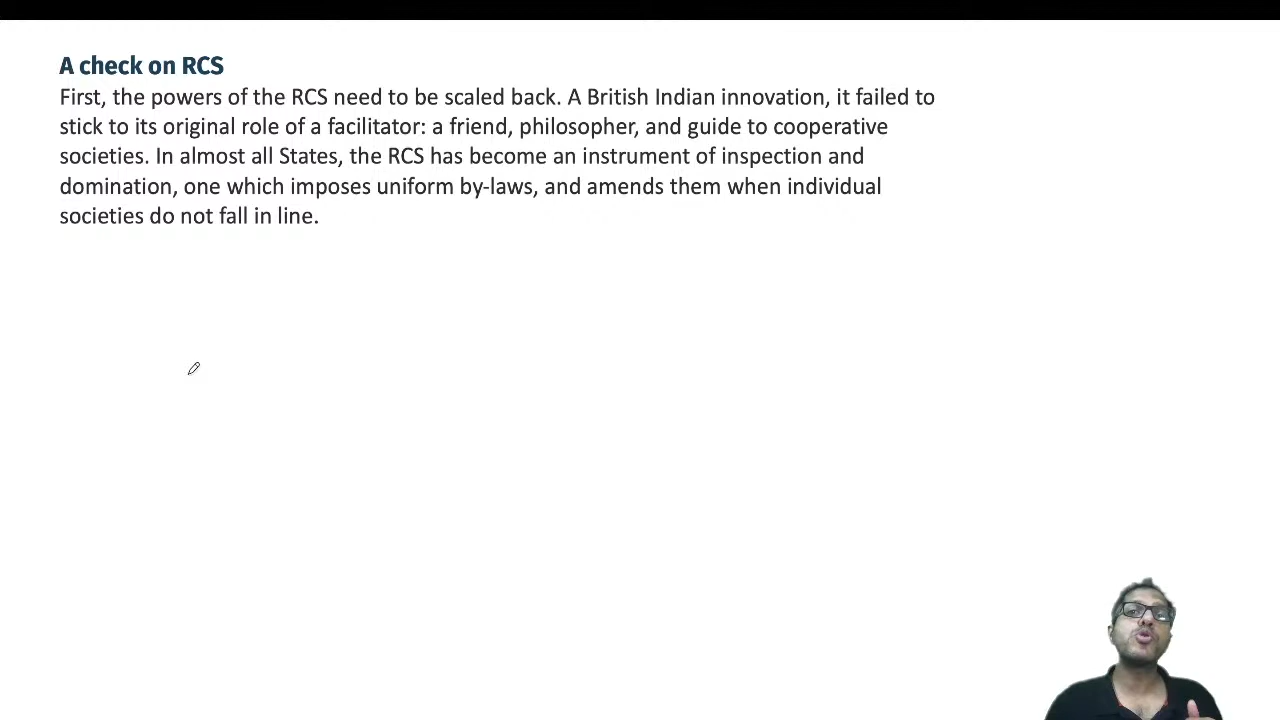 A check on RCS
First, the powers of the RCS need to be scaled back. A British Indian innovation, it failed to
stick to its original role of a facilitator: a friend, philosopher, and guide to cooperative
societies. In almost all States, the RCS has become an instrument of inspection and
domination, one which imposes uniform by-laws, and amends them when individual
societies do not fall in line.